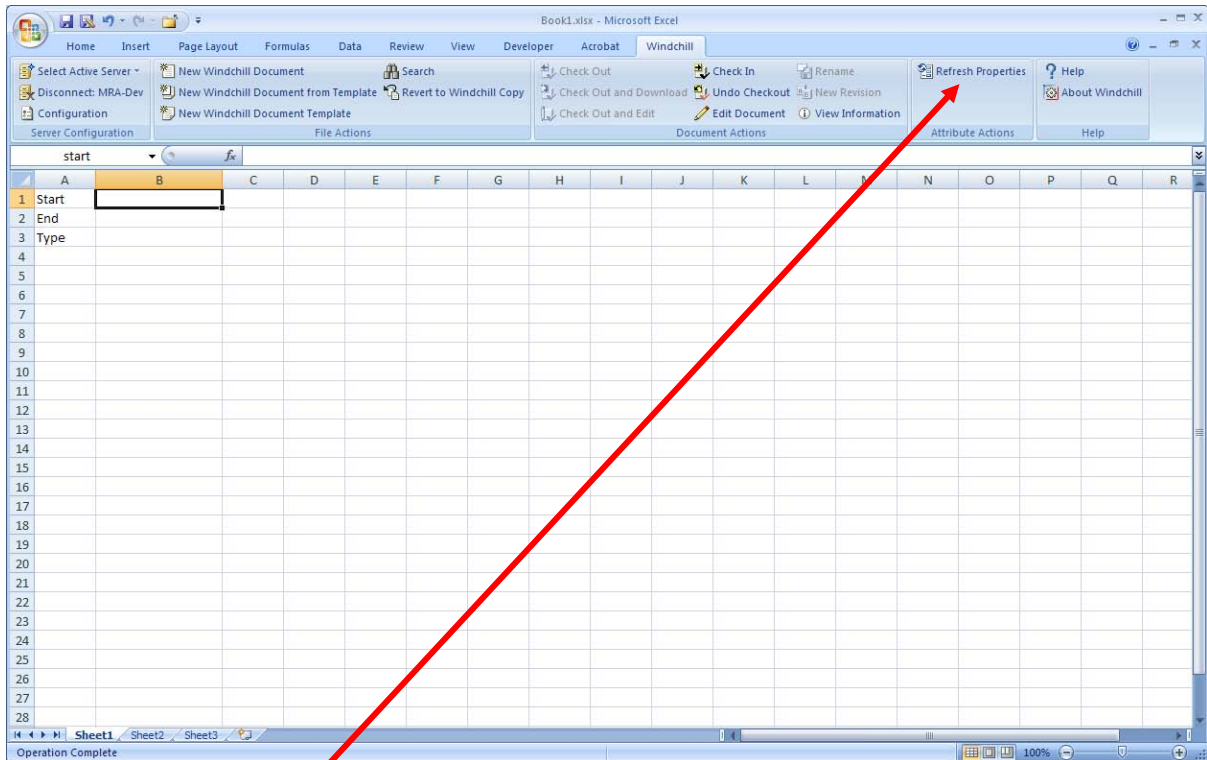 Book1.xlsx - Microsoft Excel
Home Insert Page Layout Formulas Data Review View Developer Acrobat Windchill
Select Active Server New Windchill Document Search Check Out Check In Rename Refresh Properties Help
Disconnect: MRA-Dev New Windchill Document from Template Revert to Windchill Copy Check Out and Download Undo Checkout New Revision About Windchill
Configuration New Windchill Document Template Check Out and Edit Edit Document View Information
Server Configuration File Actions Document Actions Attribute Actions Help
start fx
A B C D E F G H I J K L M N O P Q R
1 Start
2 End
3 Type
4
5
6
7
8
9
10
11
12
13
14
15
16
17
18
19
20
21
22
23
24
25
26
27
28
Sheet1 Sheet2 Sheet3
Operation Complete 100%